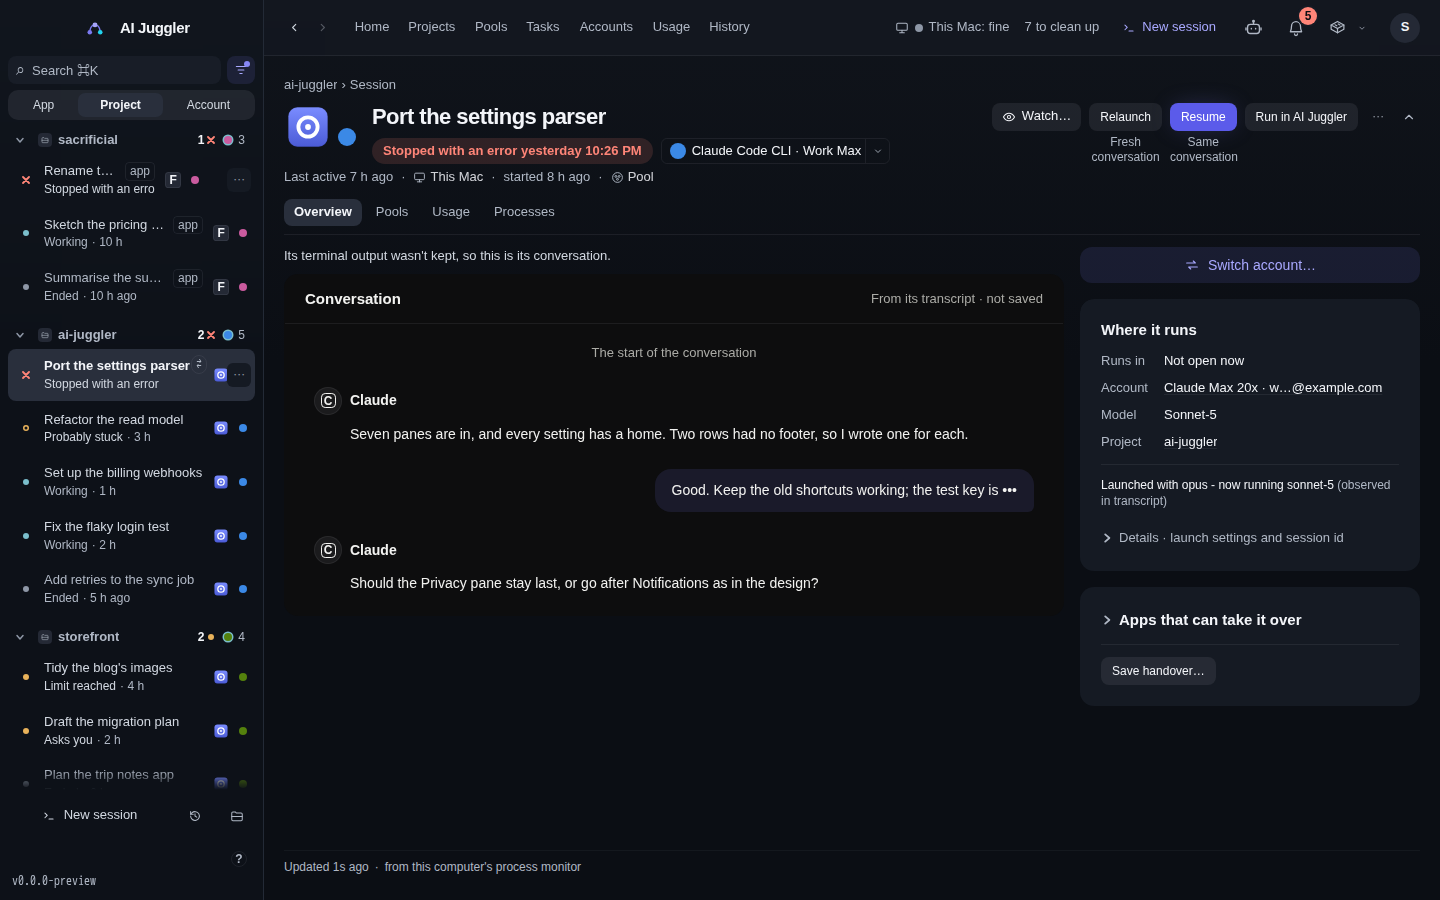 AI Juggler
Search ⌘K
App Project Account
sacrificial 1 3
Rename t… app
Stopped with an erro F
Sketch the pricing … app
Working · 10 h F
Summarise the su… app
Ended · 10 h ago F
ai-juggler 2 5
Port the settings parser
Stopped with an error
Refactor the read model
Probably stuck · 3 h
Set up the billing webhooks
Working · 1 h
Fix the flaky login test
Working · 2 h
Add retries to the sync job
Ended · 5 h ago
storefront 2 4
Tidy the blog's images
Limit reached · 4 h
Draft the migration plan
Asks you · 2 h
Plan the trip notes app
New session
?
v0.0.0-preview
Home Projects Pools Tasks Accounts Usage History
This Mac: fine 7 to clean up New session 5 S
ai-juggler › Session
Port the settings parser
Stopped with an error yesterday 10:26 PM Claude Code CLI · Work Max
Last active 7 h ago · This Mac · started 8 h ago · Pool
Watch… Relaunch Resume Run in AI Juggler ···
Fresh conversation Same conversation
Overview Pools Usage Processes
Its terminal output wasn't kept, so this is its conversation.
Conversation From its transcript · not saved
The start of the conversation
C Claude
Seven panes are in, and every setting has a home. Two rows had no footer, so I wrote one for each.
Good. Keep the old shortcuts working; the test key is •••
C Claude
Should the Privacy pane stay last, or go after Notifications as in the design?
Switch account…
Where it runs
Runs in Not open now
Account Claude Max 20x · w…@example.com
Model Sonnet-5
Project ai-juggler
Launched with opus - now running sonnet-5 (observed
in transcript)
Details · launch settings and session id
Apps that can take it over
Save handover…
Updated 1s ago · from this computer's process monitor